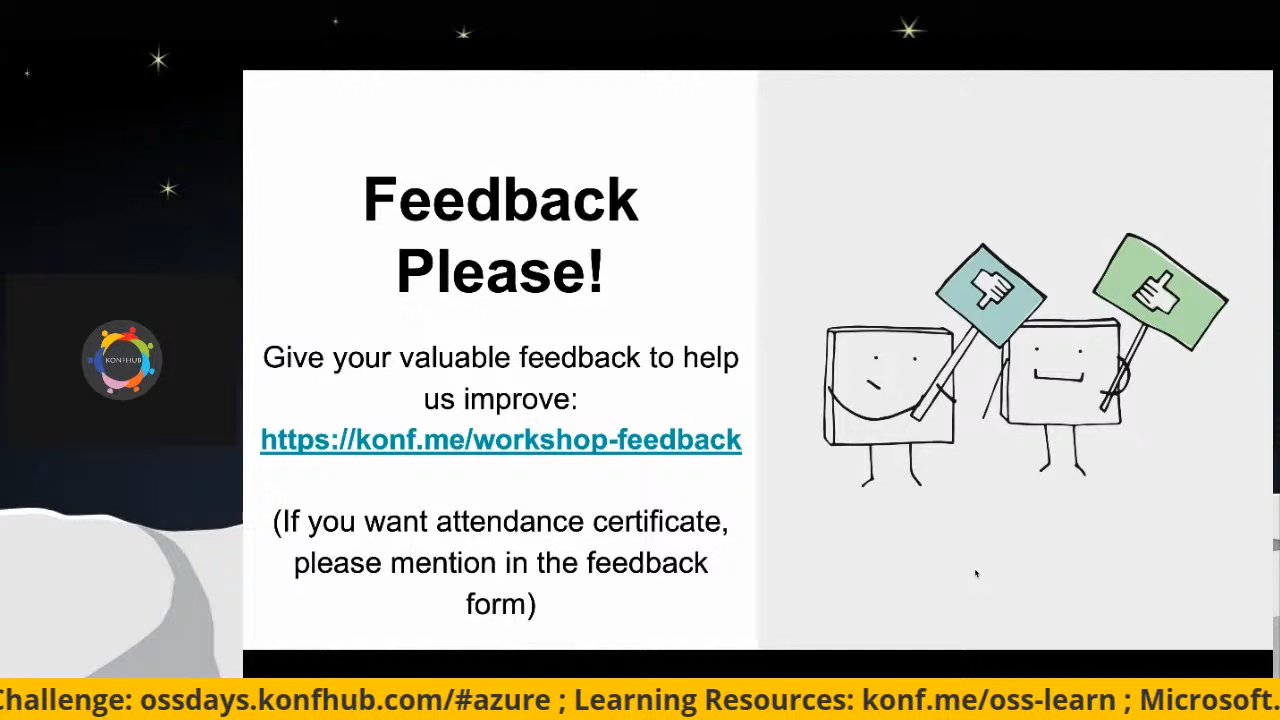 Feedback
Please!
Give your valuable feedback to help
us improve:
https://konf.me/workshop-feedback
(If you want attendance certificate,
please mention in the feedback
form)
KONFHUB
Challenge: ossdays.konfhub.com/#azure ; Learning Resources: konf.me/oss-learn ; Microsoft.